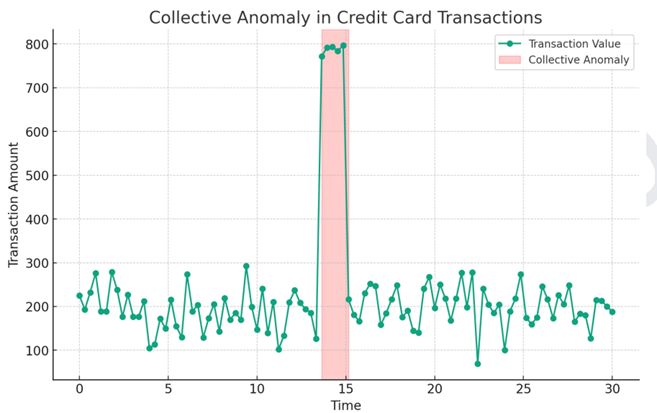 Collective Anomaly in Credit Card Transactions
Transaction Value
Collective Anomaly
800
700
600
500
400
300
200
100
Transaction Amount
0 5 10 15 20 25 30
Time